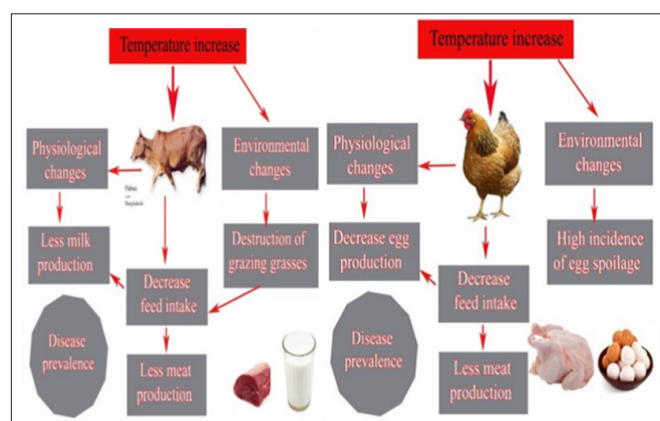 Temperature increase
Physiological
changes
Environmental
changes
Less milk
production
Destruction of
grazing grasses
Decrease
feed intake
Disease
prevalence
Less meat
production
Temperature increase
Physiological
changes
Environmental
changes
Decrease egg
production
High incidence
of egg spoilage
Decrease
feed intake
Disease
prevalence
Less meat
production